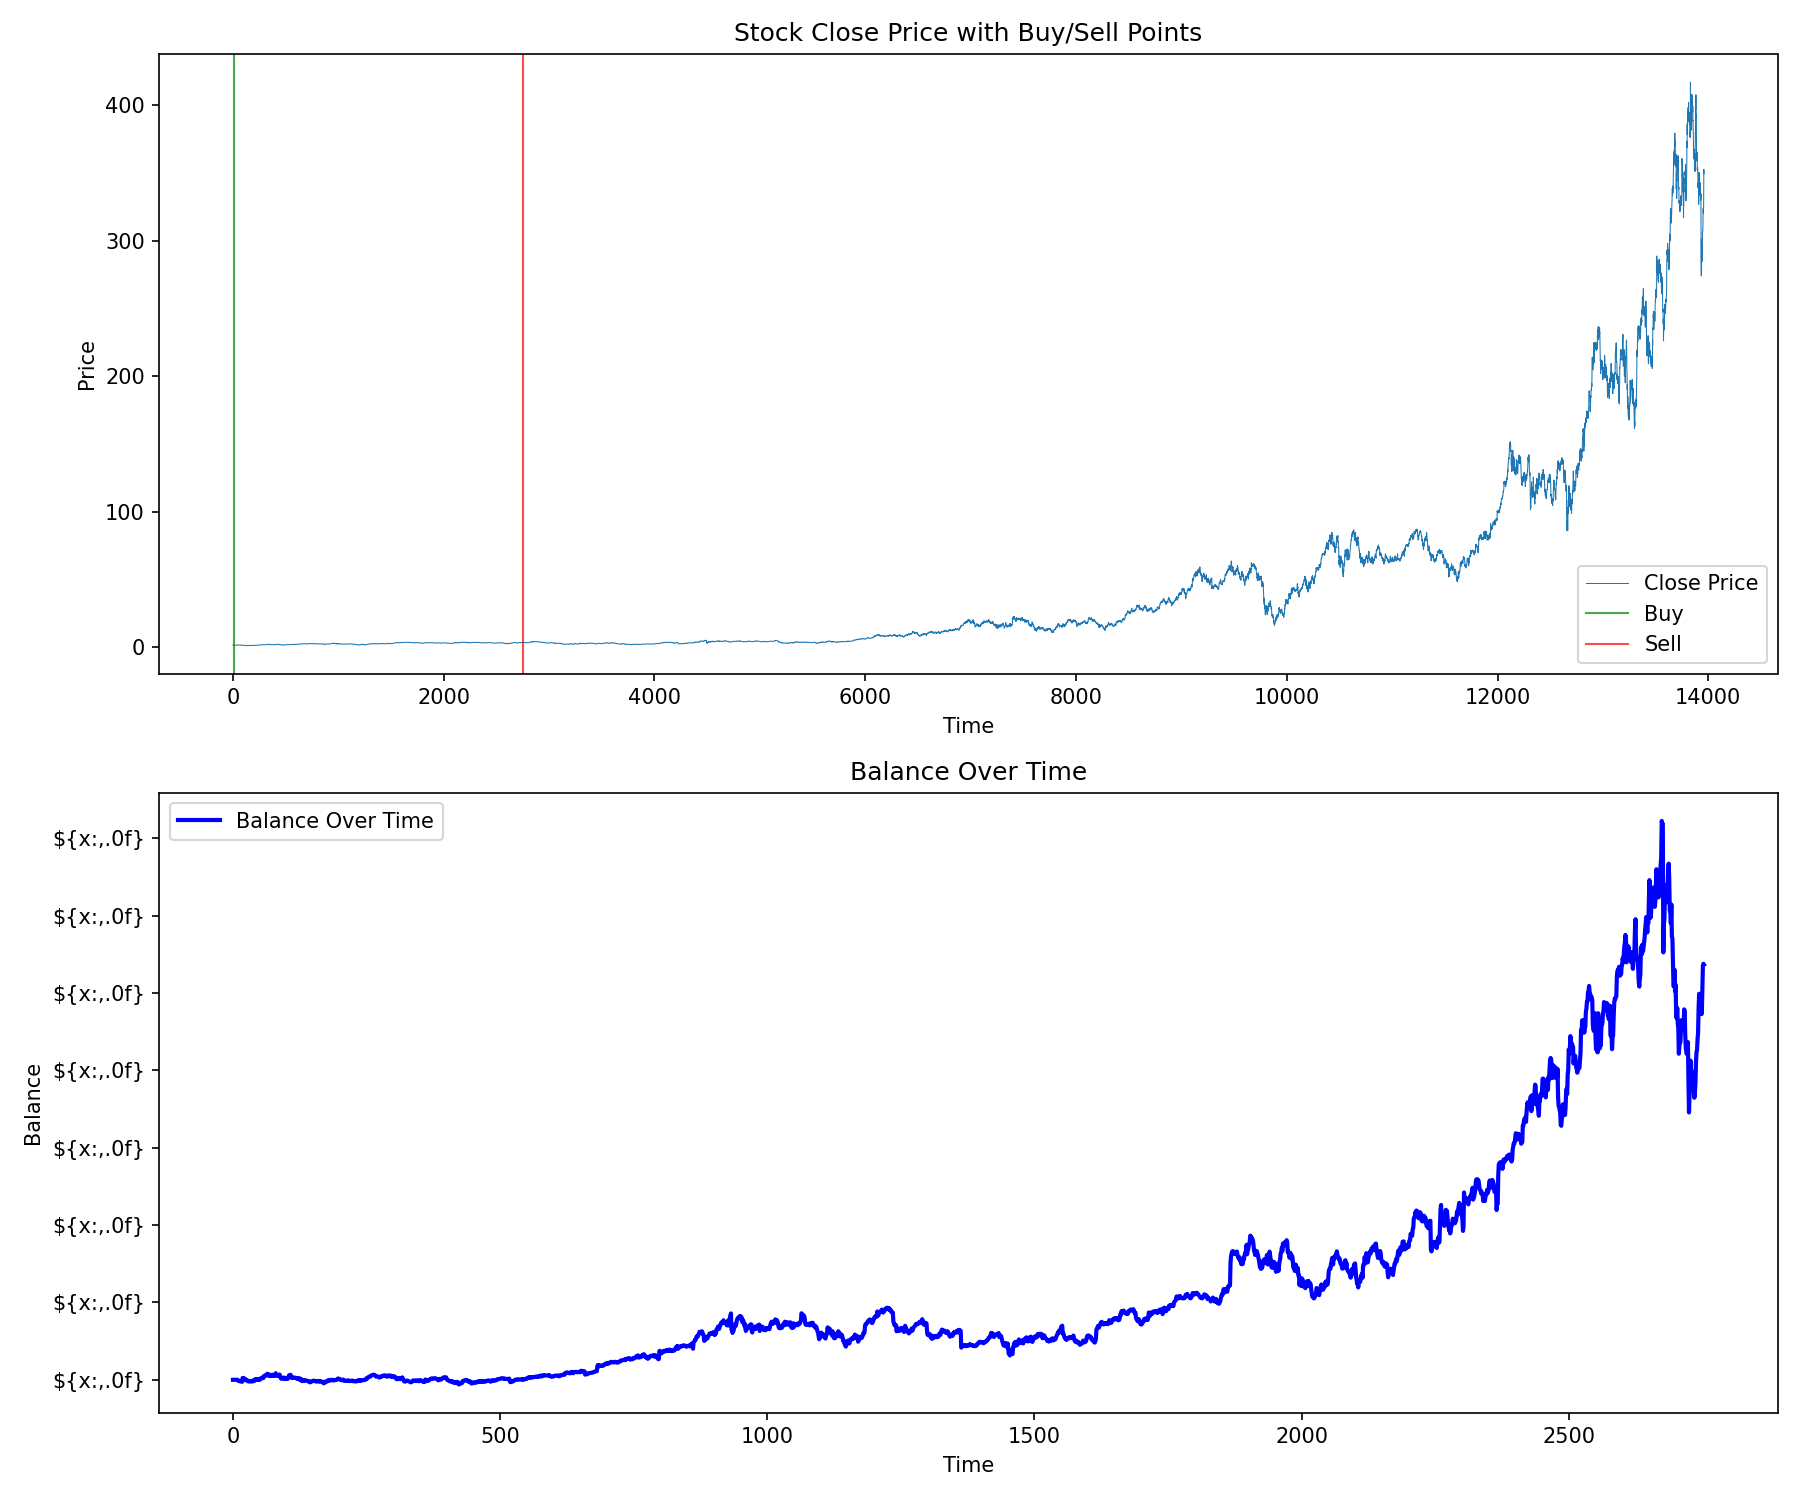 Stock Close Price with Buy/Sell Points
400
300
200
100
0
Price
0 2000 4000 6000 8000 10000 12000 14000
Time
Close Price
Buy
Sell
Balance Over Time
Balance Over Time
${x:,.0f}
${x:,.0f}
${x:,.0f}
${x:,.0f}
${x:,.0f}
${x:,.0f}
${x:,.0f}
${x:,.0f}
Balance
0 500 1000 1500 2000 2500
Time